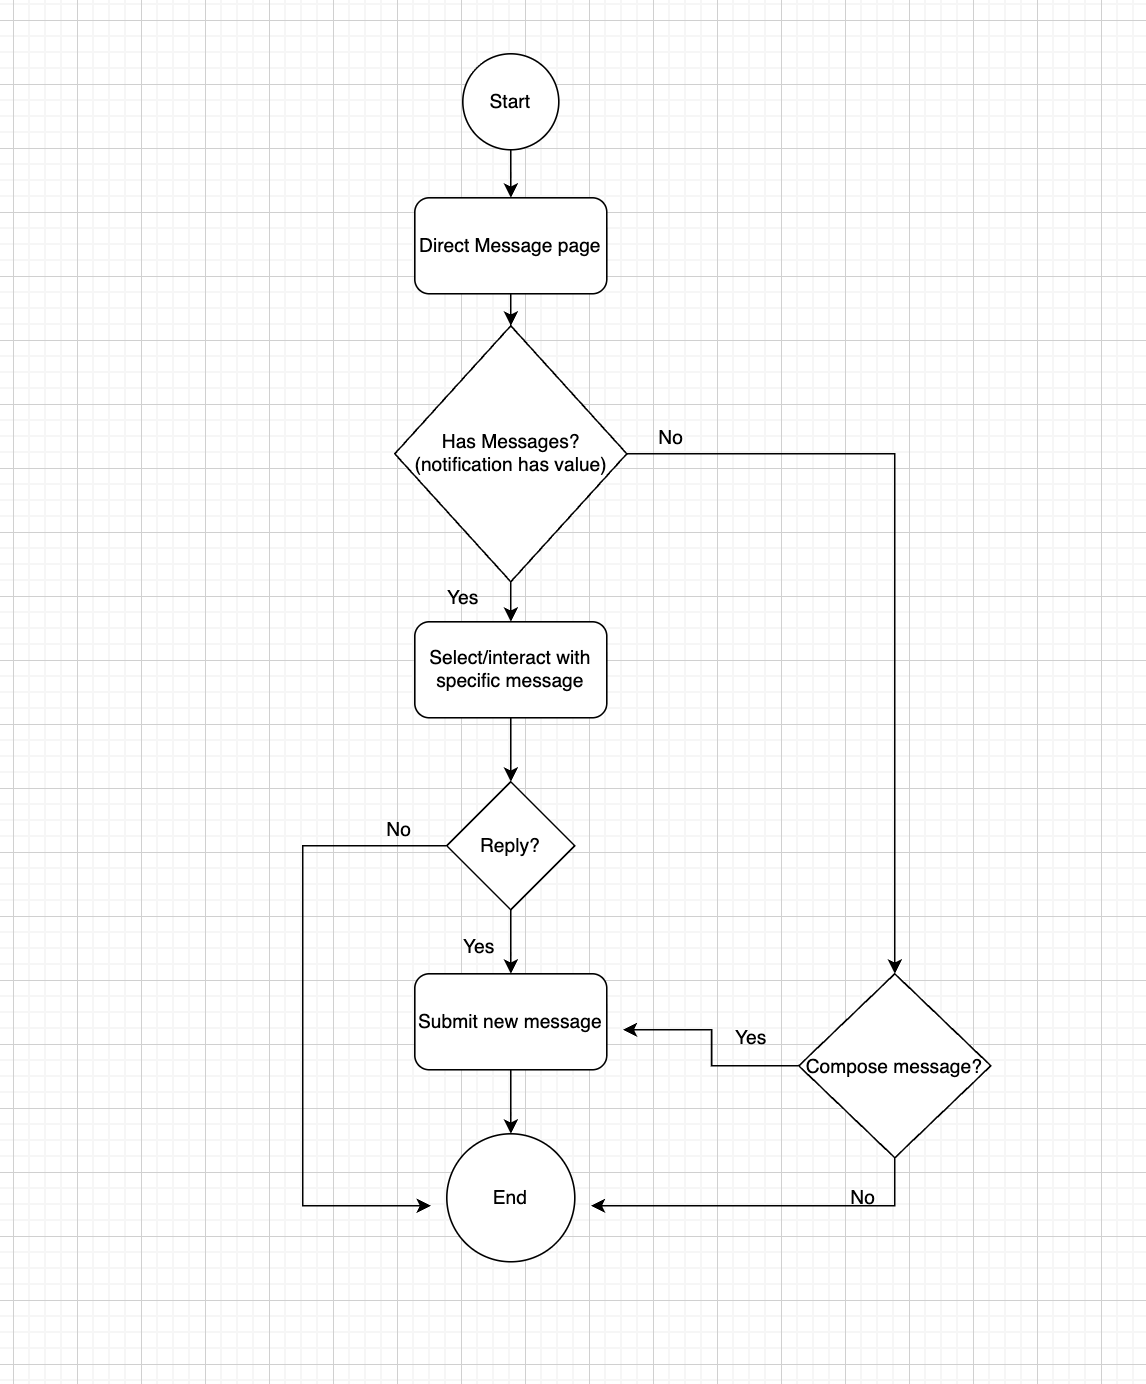 Start
Direct Message page
Has Messages?
(notification has value)
No
Yes
Select/interact with
specific message
No
Reply?
Yes
Submit new message
Yes
Compose message?
End
No